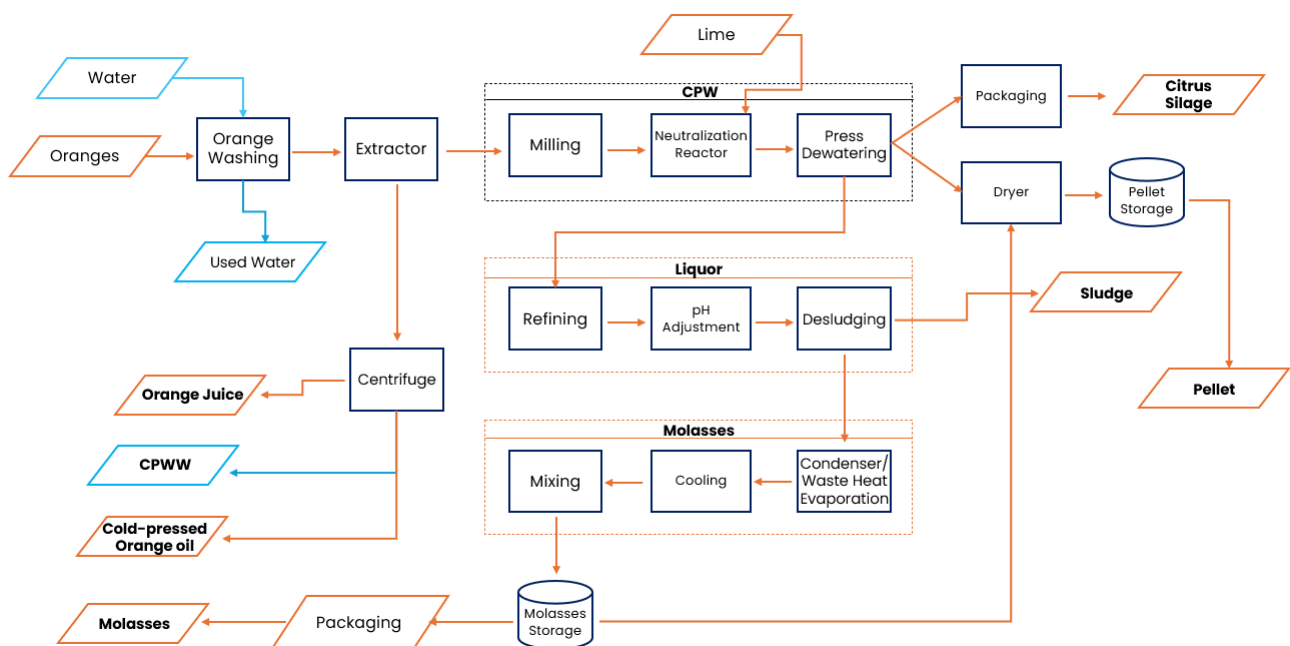 Lime
Water
CPW
Packaging
Citrus
Silage
Oranges
Orange
Washing
Extractor
Milling
Neutralization
Reactor
Press
Dewatering
Dryer
Pellet
Storage
Used Water
Liquor
Sludge
Refining
pH
Adjustment
Desludging
Centrifuge
Orange Juice
Pellet
Molasses
CPWW
Mixing
Cooling
Condenser/
Waste Heat
Evaporation
Cold-pressed
Orange oil
Molasses
Packaging
Molasses
Storage